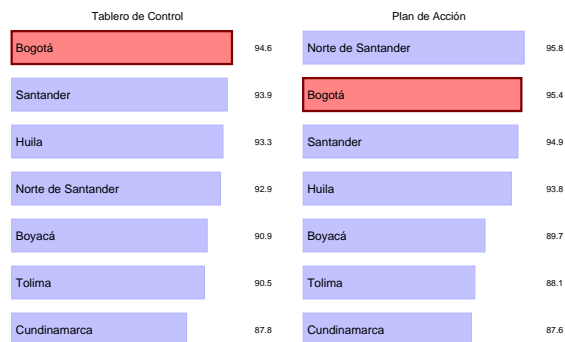 Tablero de Control
Bogotá 94.6
Santander 93.9
Huila 93.3
Norte de Santander 92.9
Boyacá 90.9
Tolima 90.5
Cundinamarca 87.8
Plan de Acción
Norte de Santander 95.8
Bogotá 95.4
Santander 94.9
Huila 93.8
Boyacá 89.7
Tolima 88.1
Cundinamarca 87.6